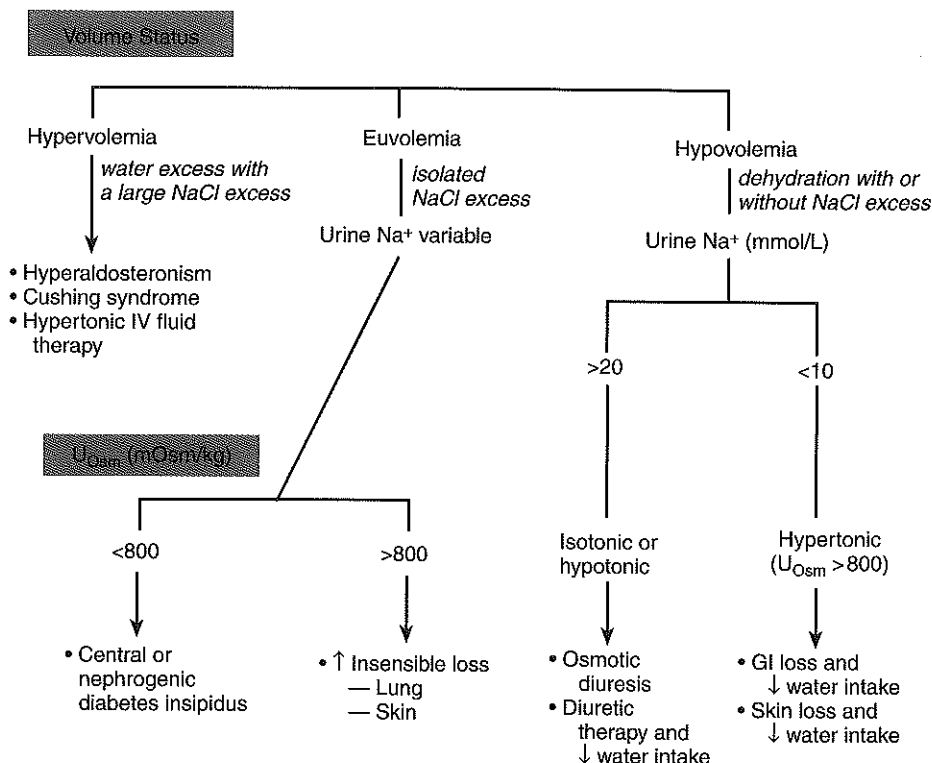 Volume Status
Hypervolemia
water excess with
a large NaCl excess
• Hyperaldosteronism
• Cushing syndrome
• Hypertonic IV fluid
therapy
Euvolemia
isolated
NaCl excess
Urine Na⁺ variable
Hypovolemia
dehydration with or
without NaCl excess
Urine Na⁺ (mmol/L)
>20
<10
U_Osm (mOsm/kg)
<800
>800
Isotonic or
hypotonic
Hypertonic
(U_Osm >800)
• Central or
nephrogenic
diabetes insipidus
• ↑ Insensible loss
— Lung
— Skin
• Osmotic
diuresis
• Diuretic
therapy and
↓ water intake
• GI loss and
↓ water intake
• Skin loss and
↓ water intake